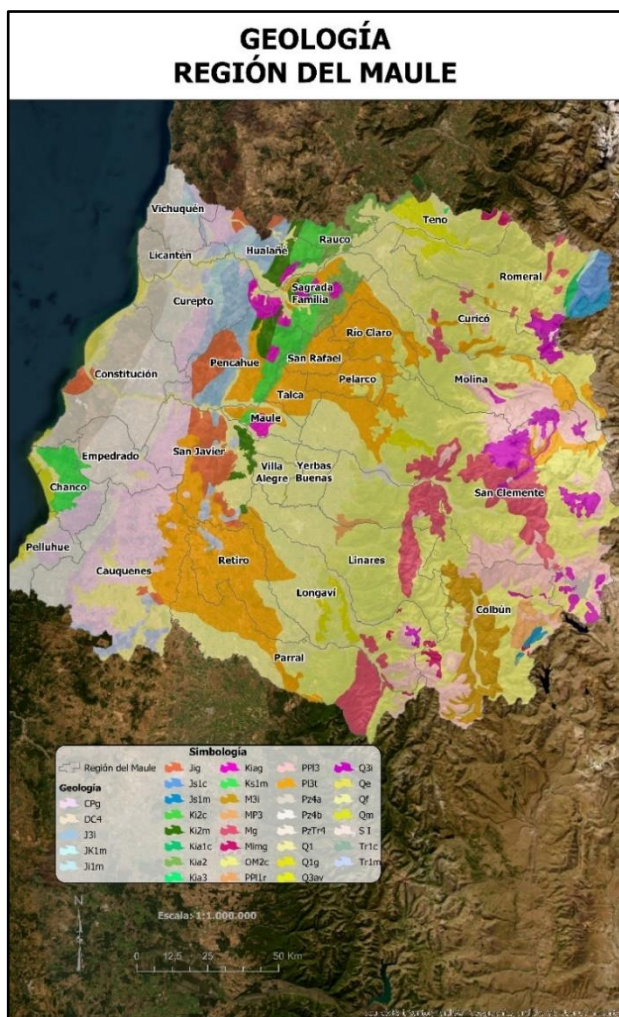 GEOLOGÍA
REGIÓN DEL MAULE
Vichuquén
Teno
Rauco
Hualañé
Licantén
Romeral
Sagrada
Familia
Curepto
Curicó
Río Claro
San Rafael
Pencahue
Constitución
Molina
Pelarco
Talca
Maule
San Javier
Empedrado
Villa
Alegre
Yerbas
Buenas
Chanco
San Clemente
Pelluhue
Retiro
Linares
Cauquenes
Longaví
Colbún
Parral
Simbología
Región del Maule
Geología
CPg
DC4
J3i
JK1m
Ji1m
Jig
Js1c
Js1m
Ki2c
Ki2m
Kia1c
Kia2
Kia3
Kiag
Ks1m
M3i
MP3
Mg
Mimg
OM2c
PPl1r
PPl3
Pl3t
Pz4a
Pz4b
PzTr4
Q1
Q1g
Q3av
Q3i
Qe
Qf
Qm
S I
Tr1c
Tr1m
N
Escala: 1:1.000.000
0 12,5 25 50 Km